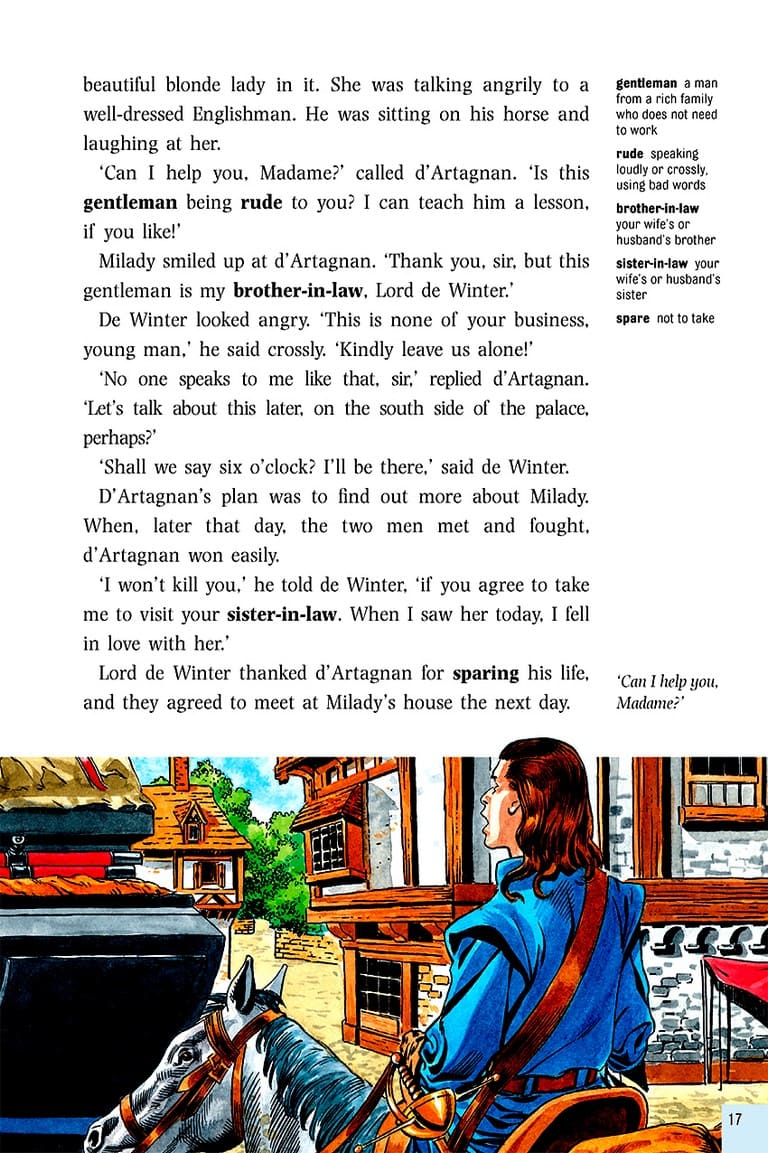 beautiful blonde lady in it. She was talking angrily to a
well-dressed Englishman. He was sitting on his horse and
laughing at her.
‘Can I help you, Madame?’ called d’Artagnan. ‘Is this
gentleman being rude to you? I can teach him a lesson,
if you like!’
Milady smiled up at d’Artagnan. ‘Thank you, sir, but this
gentleman is my brother-in-law, Lord de Winter.’
De Winter looked angry. ‘This is none of your business,
young man,’ he said crossly. ‘Kindly leave us alone!’
‘No one speaks to me like that, sir,’ replied d’Artagnan.
‘Let’s talk about this later, on the south side of the palace,
perhaps?’
‘Shall we say six o’clock? I’ll be there,’ said de Winter.
D’Artagnan’s plan was to find out more about Milady.
When, later that day, the two men met and fought,
d’Artagnan won easily.
‘I won’t kill you,’ he told de Winter, ‘if you agree to take
me to visit your sister-in-law. When I saw her today, I fell
in love with her.’
Lord de Winter thanked d’Artagnan for sparing his life,
and they agreed to meet at Milady’s house the next day.
gentleman a man
from a rich family
who does not need
to work
rude speaking
loudly or crossly,
using bad words
brother-in-law
your wife’s or
husband’s brother
sister-in-law your
wife’s or husband’s
sister
spare not to take
‘Can I help you,
Madame?’
17